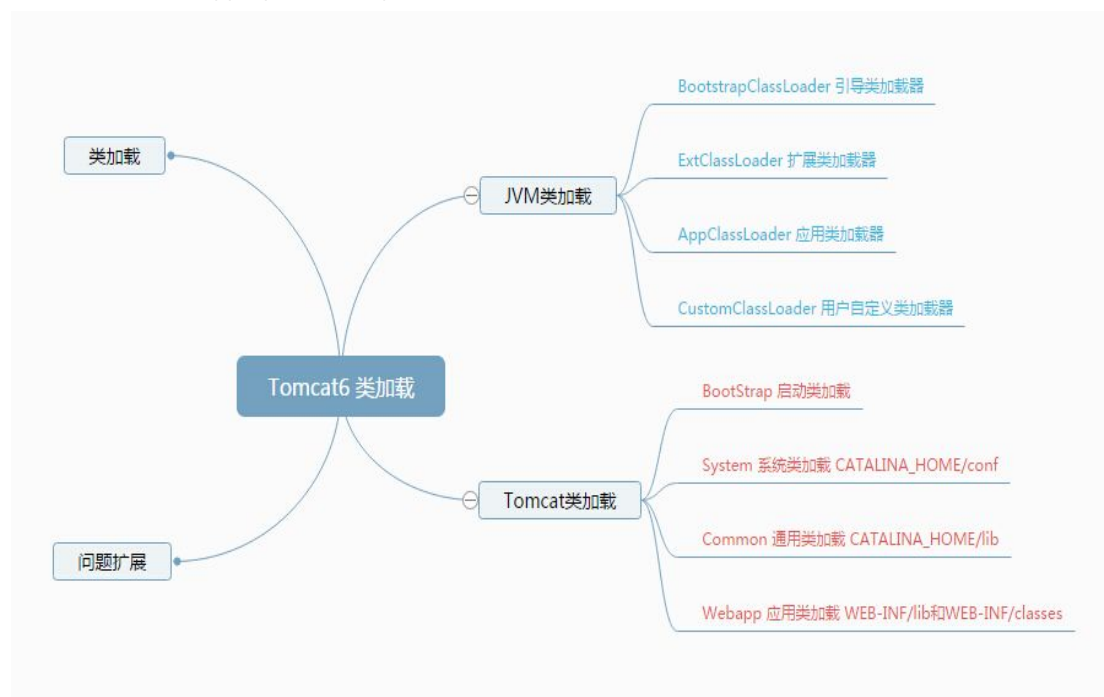 类加载
Tomcat6 类加载
问题扩展
JVM类加载
BootstrapClassLoader 引导类加载器
ExtClassLoader 扩展类加载器
AppClassLoader 应用类加载器
CustomClassLoader 用户自定义类加载器
Tomcat类加载
BootStrap 启动类加载
System 系统类加载 CATALINA_HOME/conf
Common 通用类加载 CATALINA_HOME/lib
Webapp 应用类加载 WEB-INF/lib和WEB-INF/classes